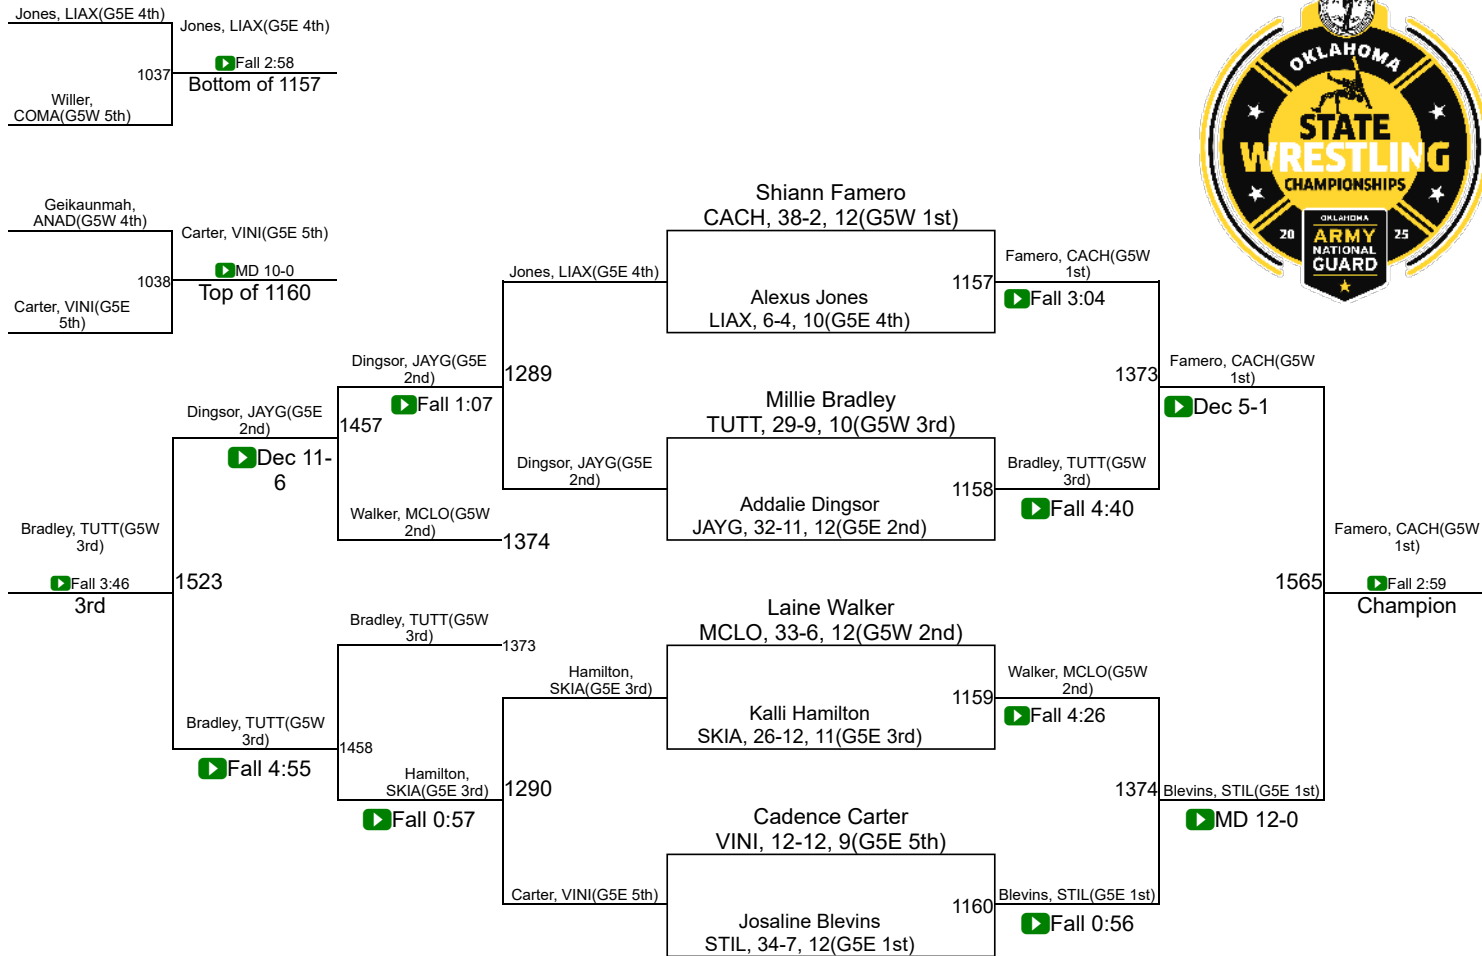 Jones, LIAX(G5E 4th)
Jones, LIAX(G5E 4th)
1037
Fall 2:58
Bottom of 1157
Willer,
COMA(G5W 5th)
Geikaunmah,
ANAD(G5W 4th)
Carter, VINI(G5E 5th)
1038
MD 10-0
Top of 1160
Carter, VINI(G5E
5th)
OKLAHOMA
STATE
WRESTLING
CHAMPIONSHIPS
20
25
OKLAHOMA
ARMY
NATIONAL
GUARD
Shiann Famero
CACH, 38-2, 12(G5W 1st)
Jones, LIAX(G5E 4th)
1157
Famero, CACH(G5W
1st)
Fall 3:04
Alexus Jones
LIAX, 6-4, 10(G5E 4th)
Dingsor, JAYG(G5E
2nd)
1289
Fall 1:07
1373
Famero, CACH(G5W
1st)
Dec 5-1
Dingsor, JAYG(G5E
2nd)
1457
Dec 11-
6
Millie Bradley
TUTT, 29-9, 10(G5W 3rd)
Dingsor, JAYG(G5E
2nd)
1158
Bradley, TUTT(G5W
3rd)
Fall 4:40
Addalie Dingsor
JAYG, 32-11, 12(G5E 2nd)
Walker, MCLO(G5W
2nd)
1374
Bradley, TUTT(G5W
3rd)
Fall 3:46
3rd
1523
1565
Famero, CACH(G5W
1st)
Fall 2:59
Champion
Laine Walker
MCLO, 33-6, 12(G5W 2nd)
Bradley, TUTT(G5W
3rd)
1373
Hamilton,
SKIA(G5E 3rd)
1159
Walker, MCLO(G5W
2nd)
Fall 4:26
Kalli Hamilton
SKIA, 26-12, 11(G5E 3rd)
Bradley, TUTT(G5W
3rd)
1458
Fall 4:55
Hamilton,
SKIA(G5E 3rd)
1290
Fall 0:57
1374
Blevins, STIL(G5E 1st)
MD 12-0
Cadence Carter
VINI, 12-12, 9(G5E 5th)
Carter, VINI(G5E 5th)
1160
Blevins, STIL(G5E 1st)
Fall 0:56
Josaline Blevins
STIL, 34-7, 12(G5E 1st)